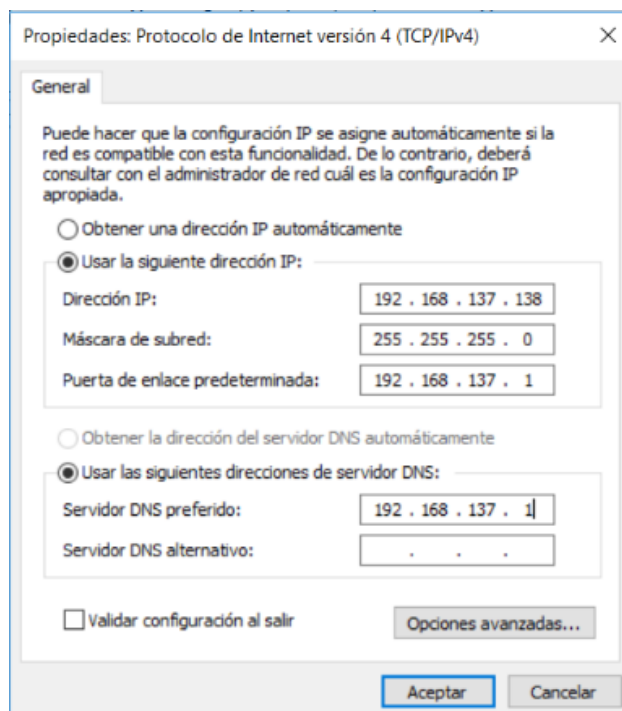 Propiedades: Protocolo de Internet versión 4 (TCP/IPv4)
General
Puede hacer que la configuración IP se asigne automáticamente si la
red es compatible con esta funcionalidad. De lo contrario, deberá
consultar con el administrador de red cuál es la configuración IP
apropiada.
Obtener una dirección IP automáticamente
Usar la siguiente dirección IP:
Dirección IP: 192 . 168 . 137 . 138
Máscara de subred: 255 . 255 . 255 . 0
Puerta de enlace predeterminada: 192 . 168 . 137 . 1
Obtener la dirección del servidor DNS automáticamente
Usar las siguientes direcciones de servidor DNS:
Servidor DNS preferido: 192 . 168 . 137 . 1
Servidor DNS alternativo: . . .
Validar configuración al salir
Opciones avanzadas...
Aceptar Cancelar